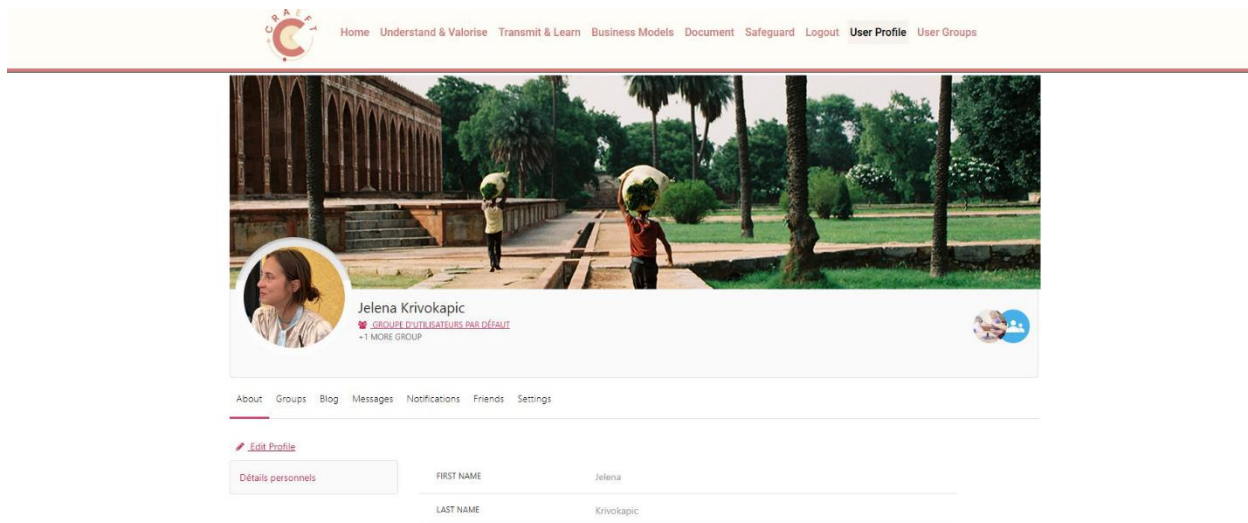 CRAEFT
Home Understand & Valorise Transmit & Learn Business Models Document Safeguard Logout User Profile User Groups
Jelena Krivokapic
GROUPE D'UTILISATEURS PAR DÉFAUT
+1 MORE GROUP
About Groups Blog Messages Notifications Friends Settings
Edit Profile
Détails personnels
FIRST NAME Jelena
LAST NAME Krivokapic